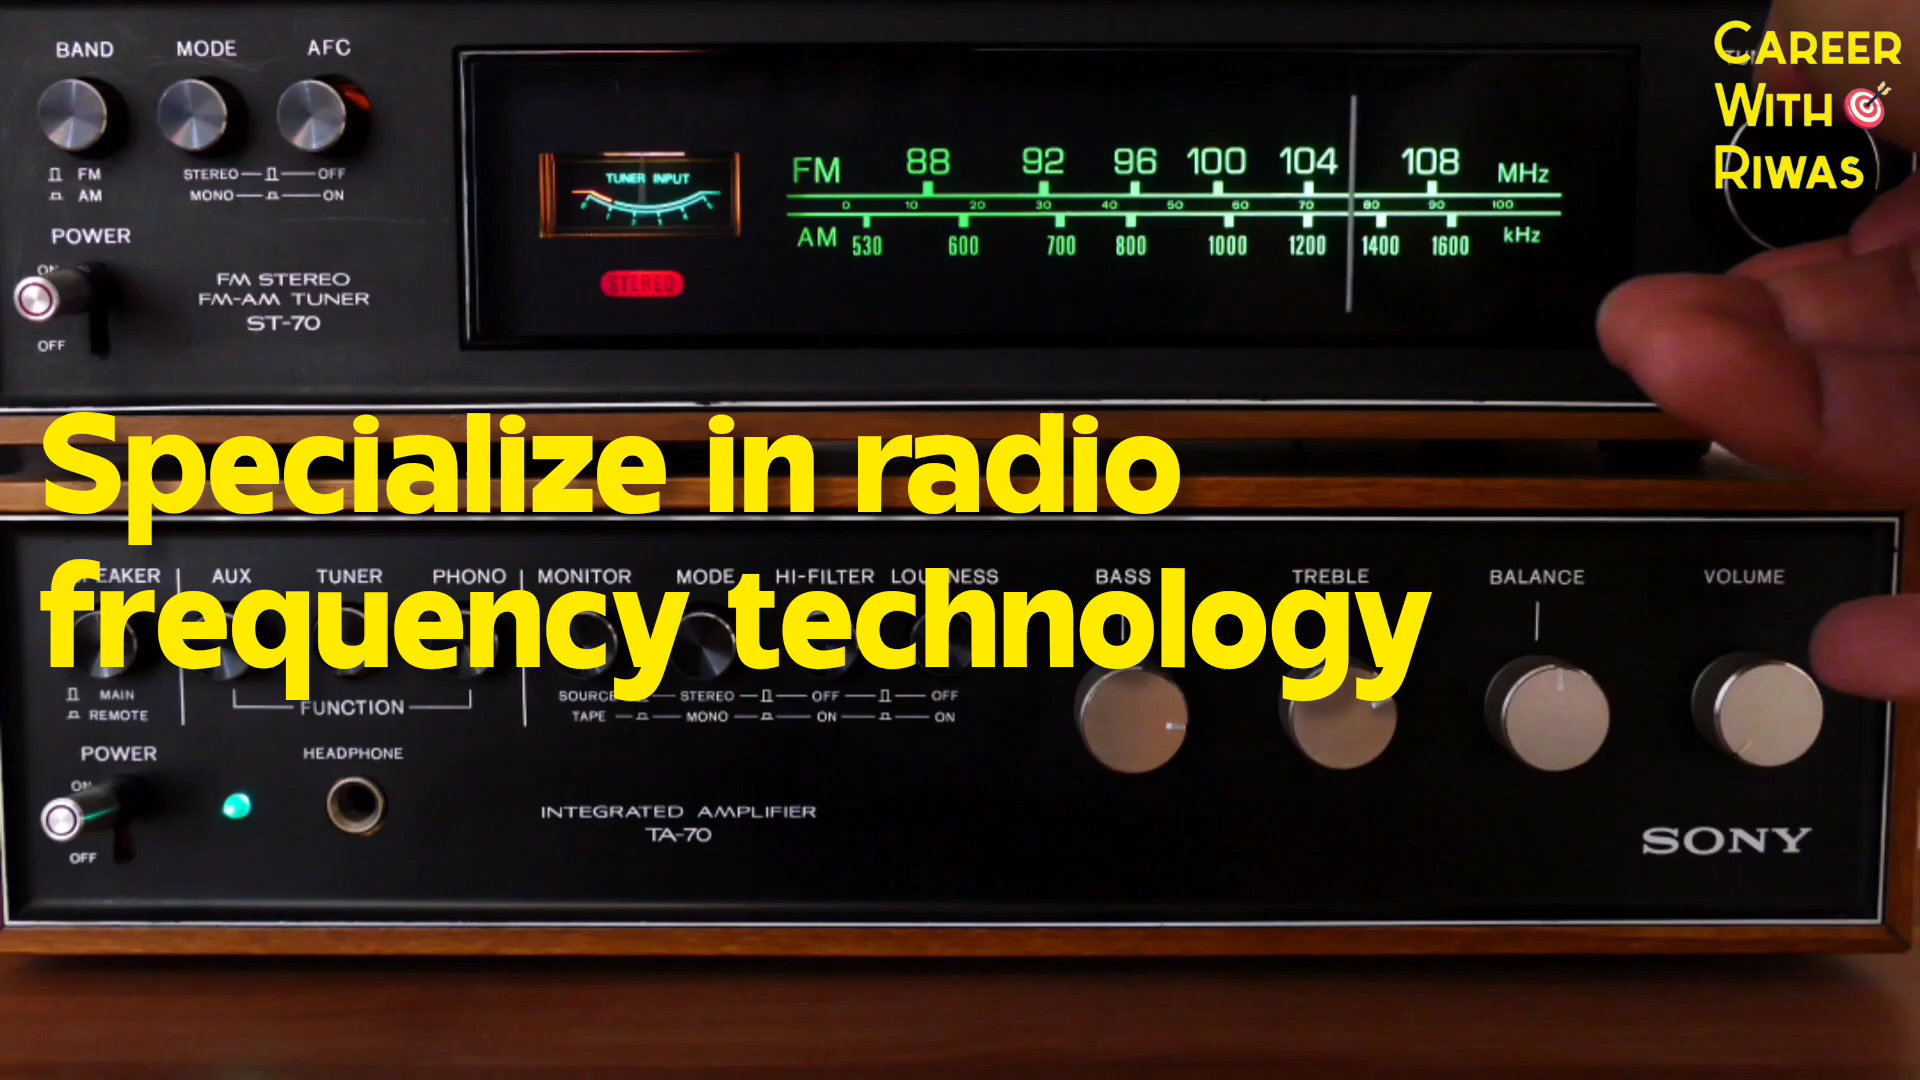 BAND MODE AFC
CAREER
WITH
RIWAS
FM
AM
STEREO OFF
MONO ON
POWER
ON
OFF
FM STEREO
FM-AM TUNER
ST-70
TUNER INPUT
STEREO
FM 88 92 96 100 104 108 MHz
0 10 20 30 40 50 60 70 80 90 100
AM 530 600 700 800 1000 1200 1400 1600 kHz
Specialize in radio
frequency technology
AUX TUNER PHONO MONITOR MODE HI-FILTER BASS TREBLE BALANCE VOLUME
MAIN
REMOTE
FUNCTION
STEREO OFF OFF
TAPE MONO ON ON
POWER
ON
OFF
HEADPHONE
INTEGRATED AMPLIFIER
TA-70
SONY